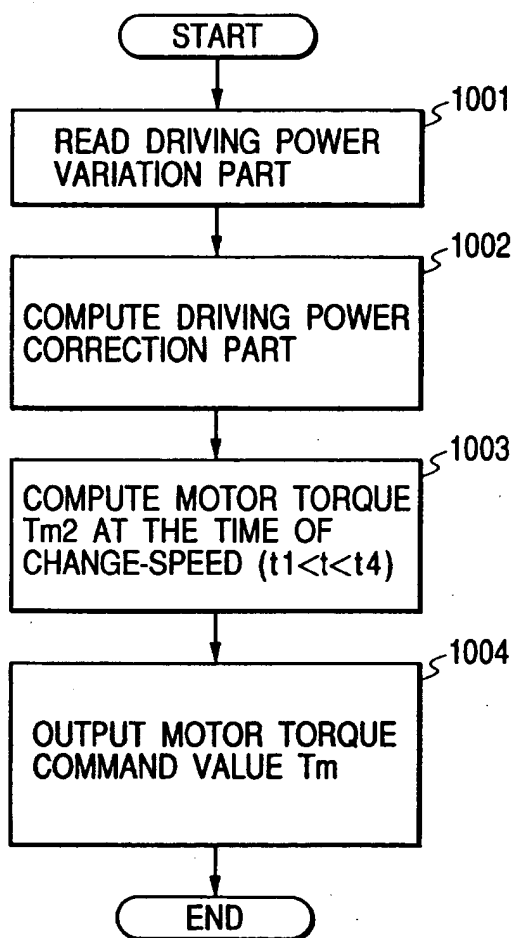 START
1001
READ DRIVING POWER
VARIATION PART
1002
COMPUTE DRIVING POWER
CORRECTION PART
1003
COMPUTE MOTOR TORQUE
Tm2 AT THE TIME OF
CHANGE-SPEED (t1<t<t4)
1004
OUTPUT MOTOR TORQUE
COMMAND VALUE Tm
END